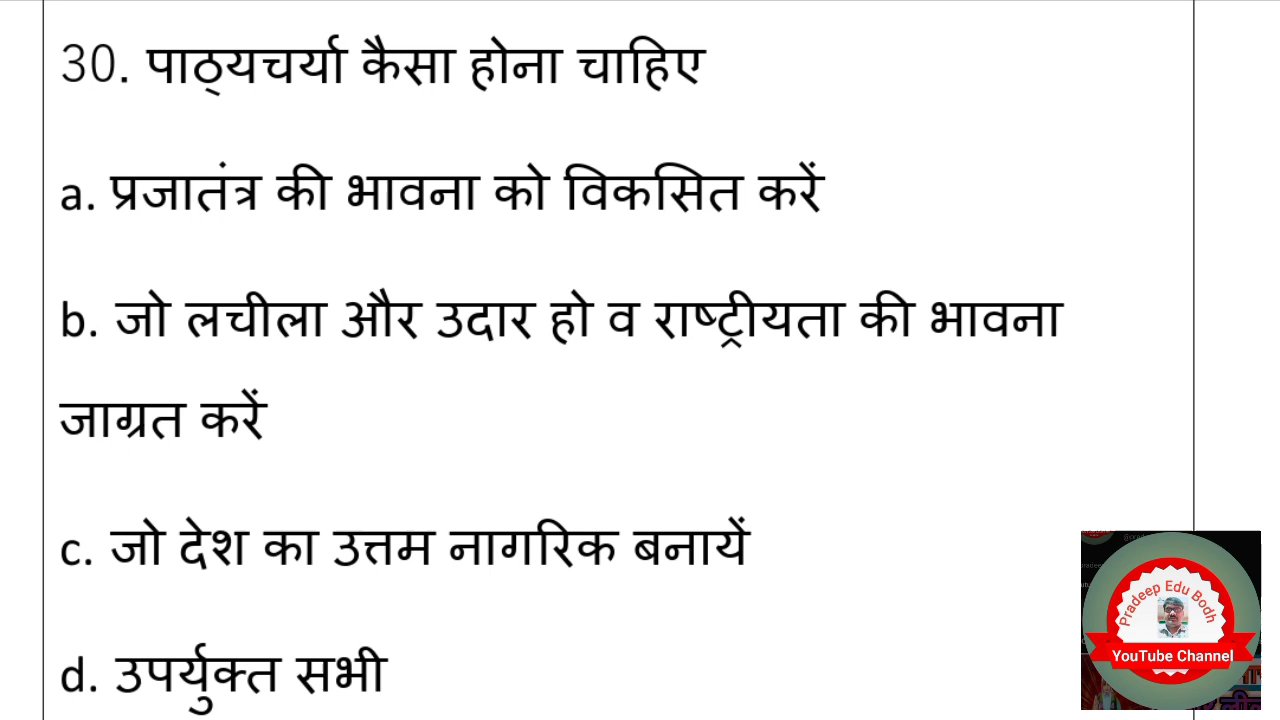 30. पाठ्यचर्या कैसा होना चाहिए
a. प्रजातंत्र की भावना को विकसित करें
b. जो लचीला और उदार हो व राष्ट्रीयता की भावना
जाग्रत करें
c. जो देश का उत्तम नागरिक बनायें
d. उपर्युक्त सभी
Pradeep Edu Bodh
YouTube Channel